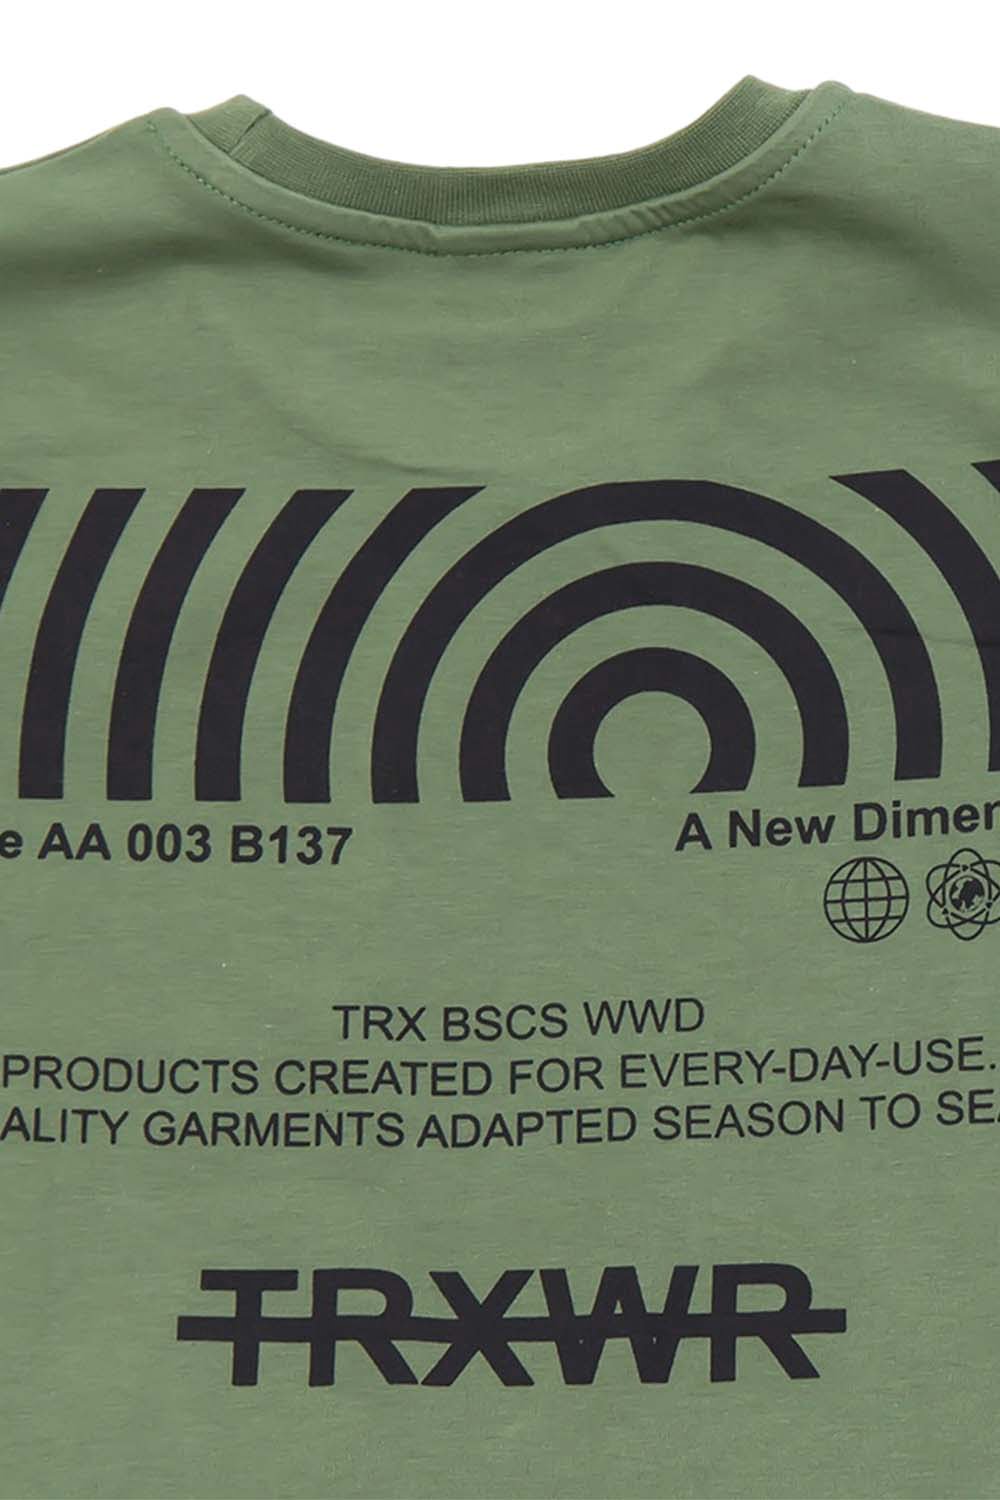 e AA 003 B137
A New Dimen
TRX BSCS WWD
PRODUCTS CREATED FOR EVERY-DAY-USE.
ALITY GARMENTS ADAPTED SEASON TO SEA
TRXWR